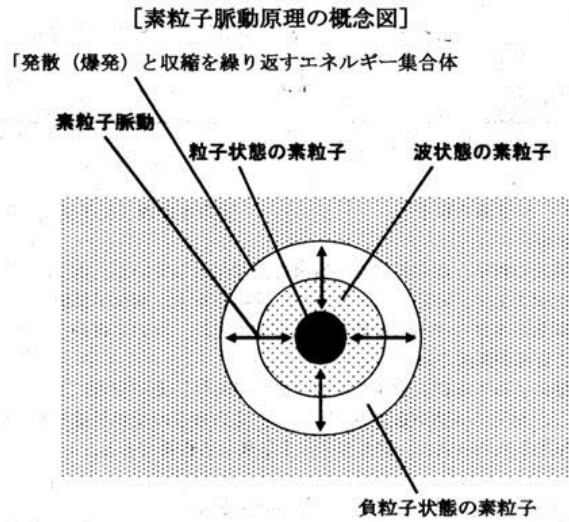 [素粒子脈動原理の概念図]
「発散（爆発）と収縮を繰り返すエネルギー集合体
素粒子脈動
粒子状態の素粒子
波状態の素粒子
負粒子状態の素粒子